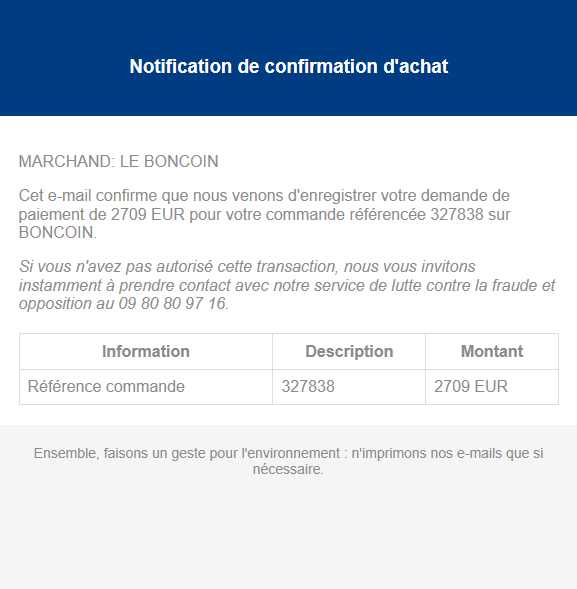 Notification de confirmation d'achat
MARCHAND: LE BONCOIN
Cet e-mail confirme que nous venons d'enregistrer votre demande de
paiement de 2709 EUR pour votre commande référencée 327838 sur
BONCOIN.
Si vous n'avez pas autorisé cette transaction, nous vous invitons
instamment à prendre contact avec notre service de lutte contre la fraude et
opposition au 09 80 80 97 16.
Information Description Montant
Référence commande 327838 2709 EUR
Ensemble, faisons un geste pour l'environnement : n'imprimons nos e-mails que si
nécessaire.